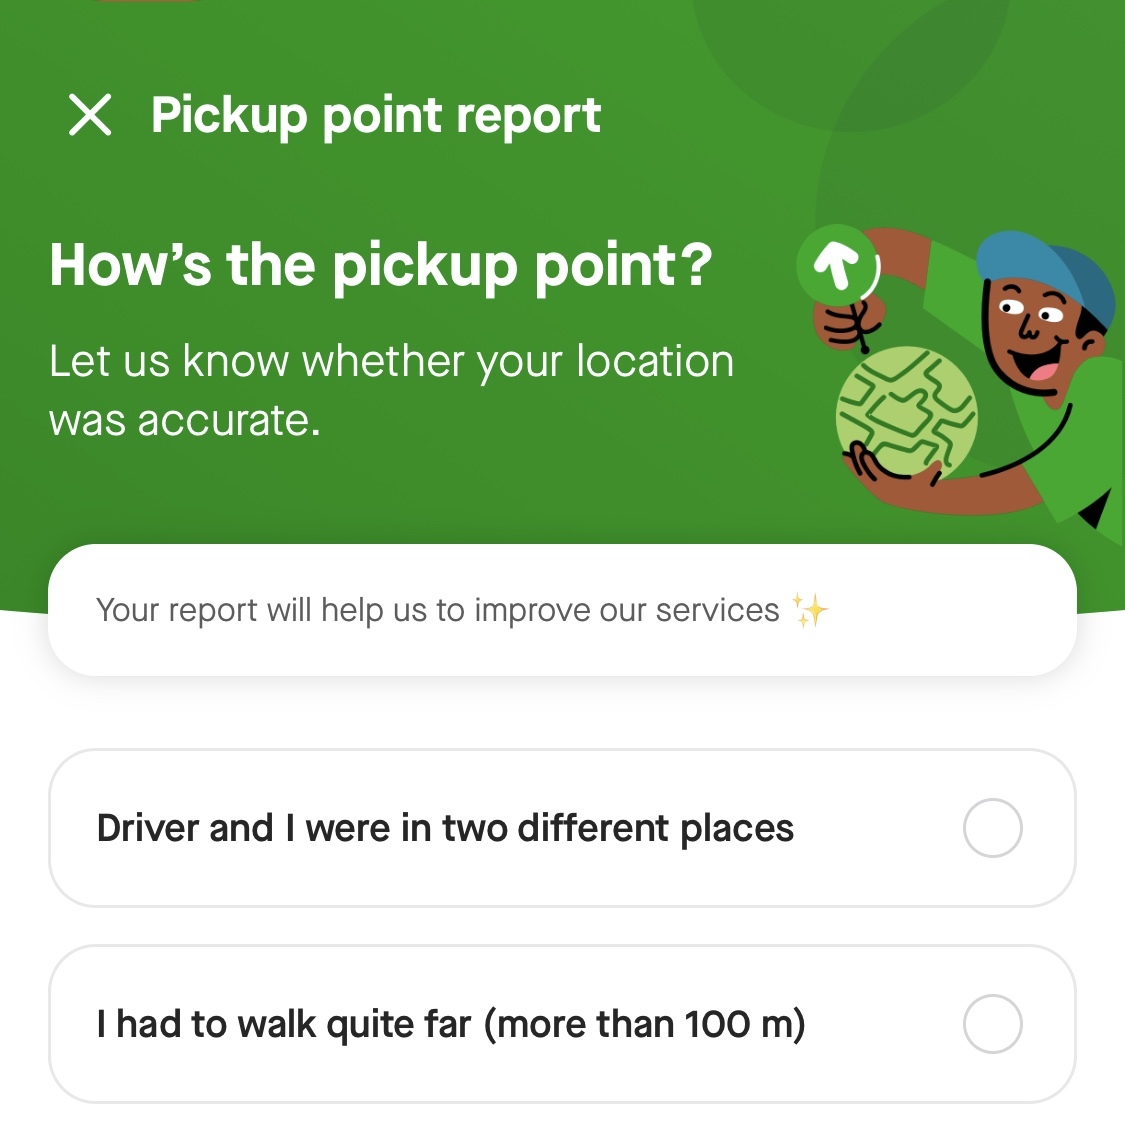 Pickup point report
How’s the pickup point?
Let us know whether your location
was accurate.
Your report will help us to improve our services ✨
Driver and I were in two different places
I had to walk quite far (more than 100 m)